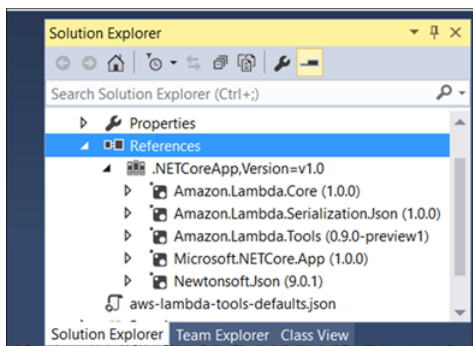 Solution Explorer
Search Solution Explorer (Ctrl+;)
Properties
References
.NETCoreApp,Version=v1.0
Amazon.Lambda.Core (1.0.0)
Amazon.Lambda.Serialization.Json (1.0.0)
Amazon.Lambda.Tools (0.9.0-preview1)
Microsoft.NETCore.App (1.0.0)
Newtonsoft.Json (9.0.1)
aws-lambda-tools-defaults.json
Solution Explorer Team Explorer Class View